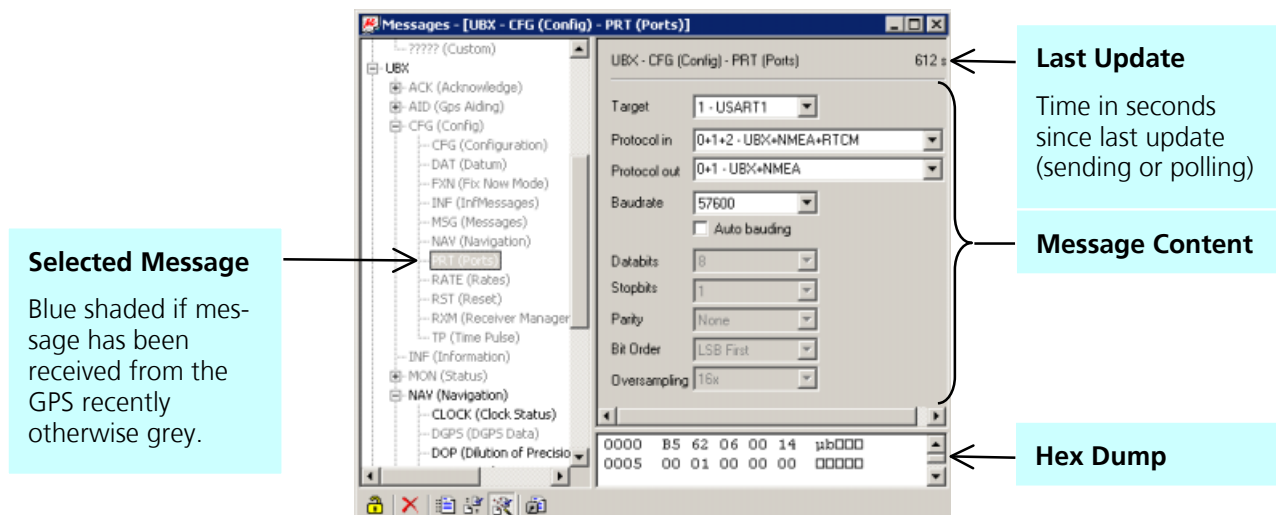 Messages - [UBX - CFG (Config) - PRT (Ports)]
????? (Custom)
UBX
ACK (Acknowledge)
AID (Gps Aiding)
CFG (Config)
CFG (Configuration)
DAT (Datum)
FXN (Fix Now Mode)
INF (InfMessages)
MSG (Messages)
NAV (Navigation)
PRT (Ports)
RATE (Rates)
RST (Reset)
RXM (Receiver Manager
TP (Time Pulse)
INF (Information)
MON (Status)
NAV (Navigation)
CLOCK (Clock Status)
DGPS (DGPS Data)
DOP (Dilution of Precisio
UBX - CFG (Config) - PRT (Ports) 612 s
Target 1 - USART1
Protocol in 0+1+2 - UBX+NMEA+RTCM
Protocol out 0+1 - UBX+NMEA
Baudrate 57600
Auto bauding
Databits 8
Stopbits 1
Parity None
Bit Order LSB First
Oversampling 16x
0000 B5 62 06 00 14 µb□□□
0005 00 01 00 00 00 □□□□□
Selected Message
Blue shaded if mes-
sage has been
received from the
GPS recently
otherwise grey.
Last Update
Time in seconds
since last update
(sending or polling)
Message Content
Hex Dump